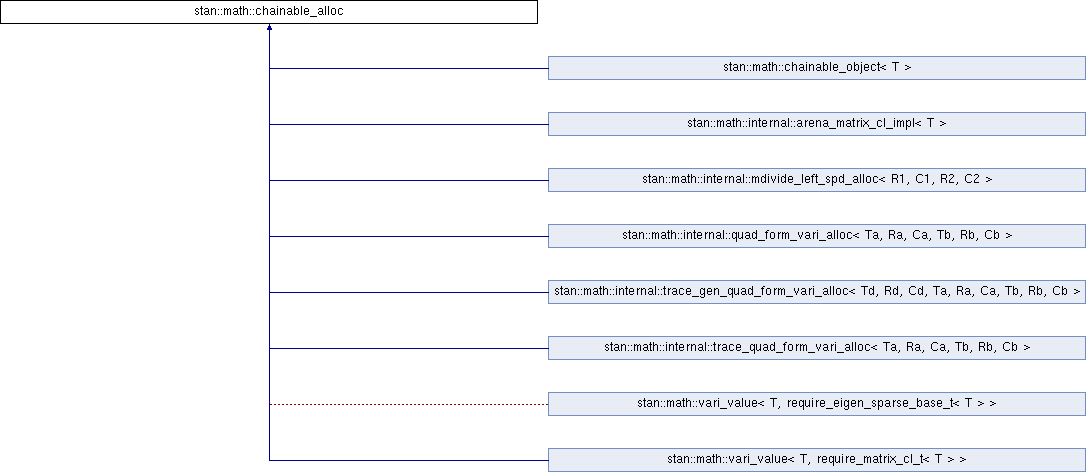 stan::math::chainable_alloc
stan::math::chainable_object< T >
stan::math::internal::arena_matrix_cl_impl< T >
stan::math::internal::mdivide_left_spd_alloc< R1, C1, R2, C2 >
stan::math::internal::quad_form_vari_alloc< Ta, Ra, Ca, Tb, Rb, Cb >
stan::math::internal::trace_gen_quad_form_vari_alloc< Td, Rd, Cd, Ta, Ra, Ca, Tb, Rb, Cb >
stan::math::internal::trace_quad_form_vari_alloc< Ta, Ra, Ca, Tb, Rb, Cb >
stan::math::vari_value< T, require_eigen_sparse_base_t< T > >
stan::math::vari_value< T, require_matrix_cl_t< T > >